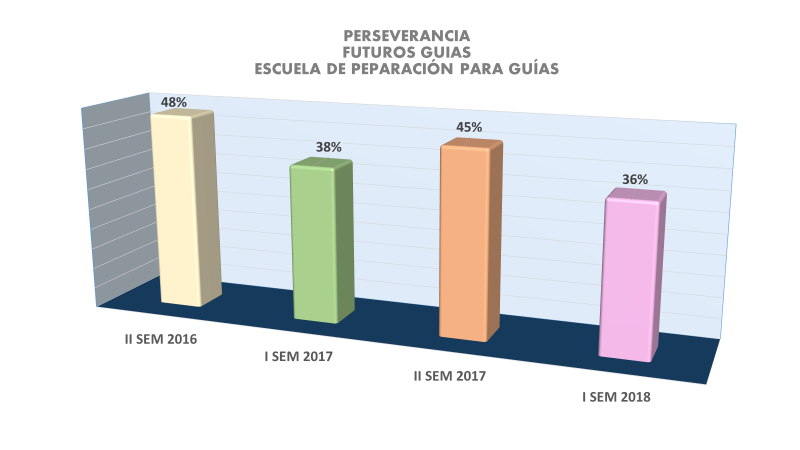 PERSEVERANCIA
FUTUROS GUIAS
ESCUELA DE PEPARACIÓN PARA GUÍAS
48%
38%
45%
36%
II SEM 2016
I SEM 2017
II SEM 2017
I SEM 2018